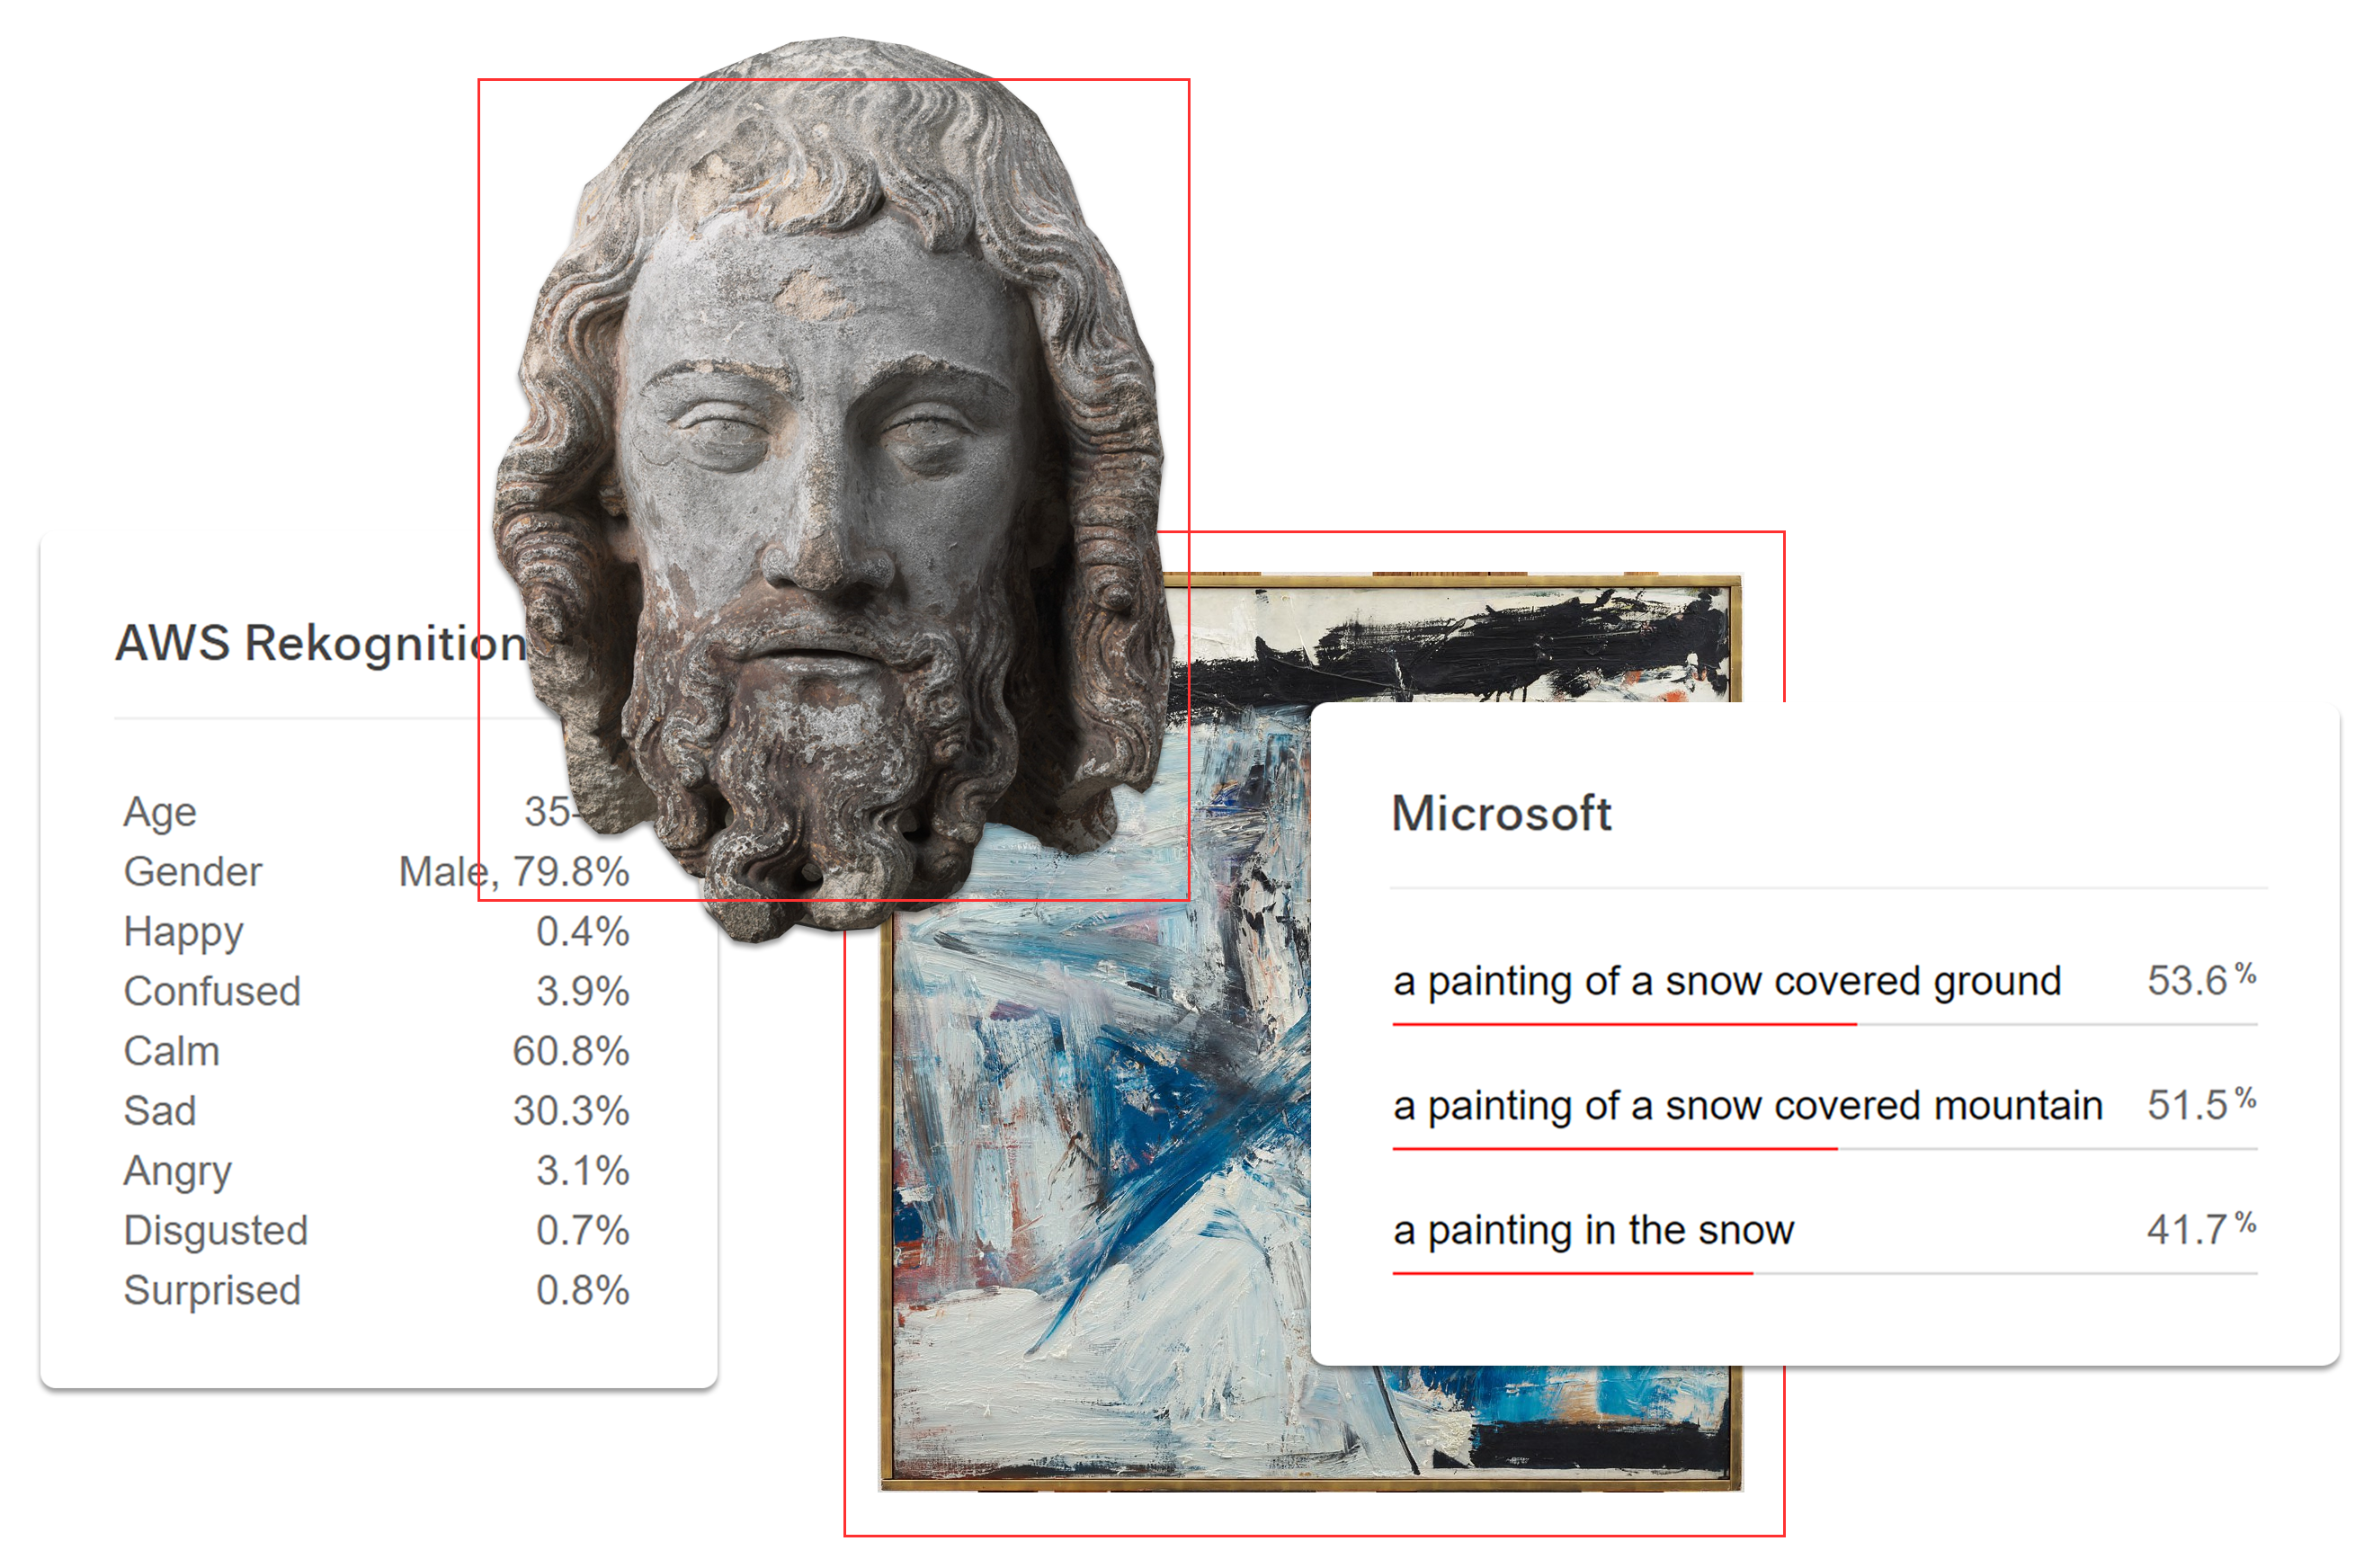 AWS Rekognition
Age 35-
Gender Male, 79.8%
Happy 0.4%
Confused 3.9%
Calm 60.8%
Sad 30.3%
Angry 3.1%
Disgusted 0.7%
Surprised 0.8%
Microsoft
a painting of a snow covered ground 53.6%
a painting of a snow covered mountain 51.5%
a painting in the snow 41.7%